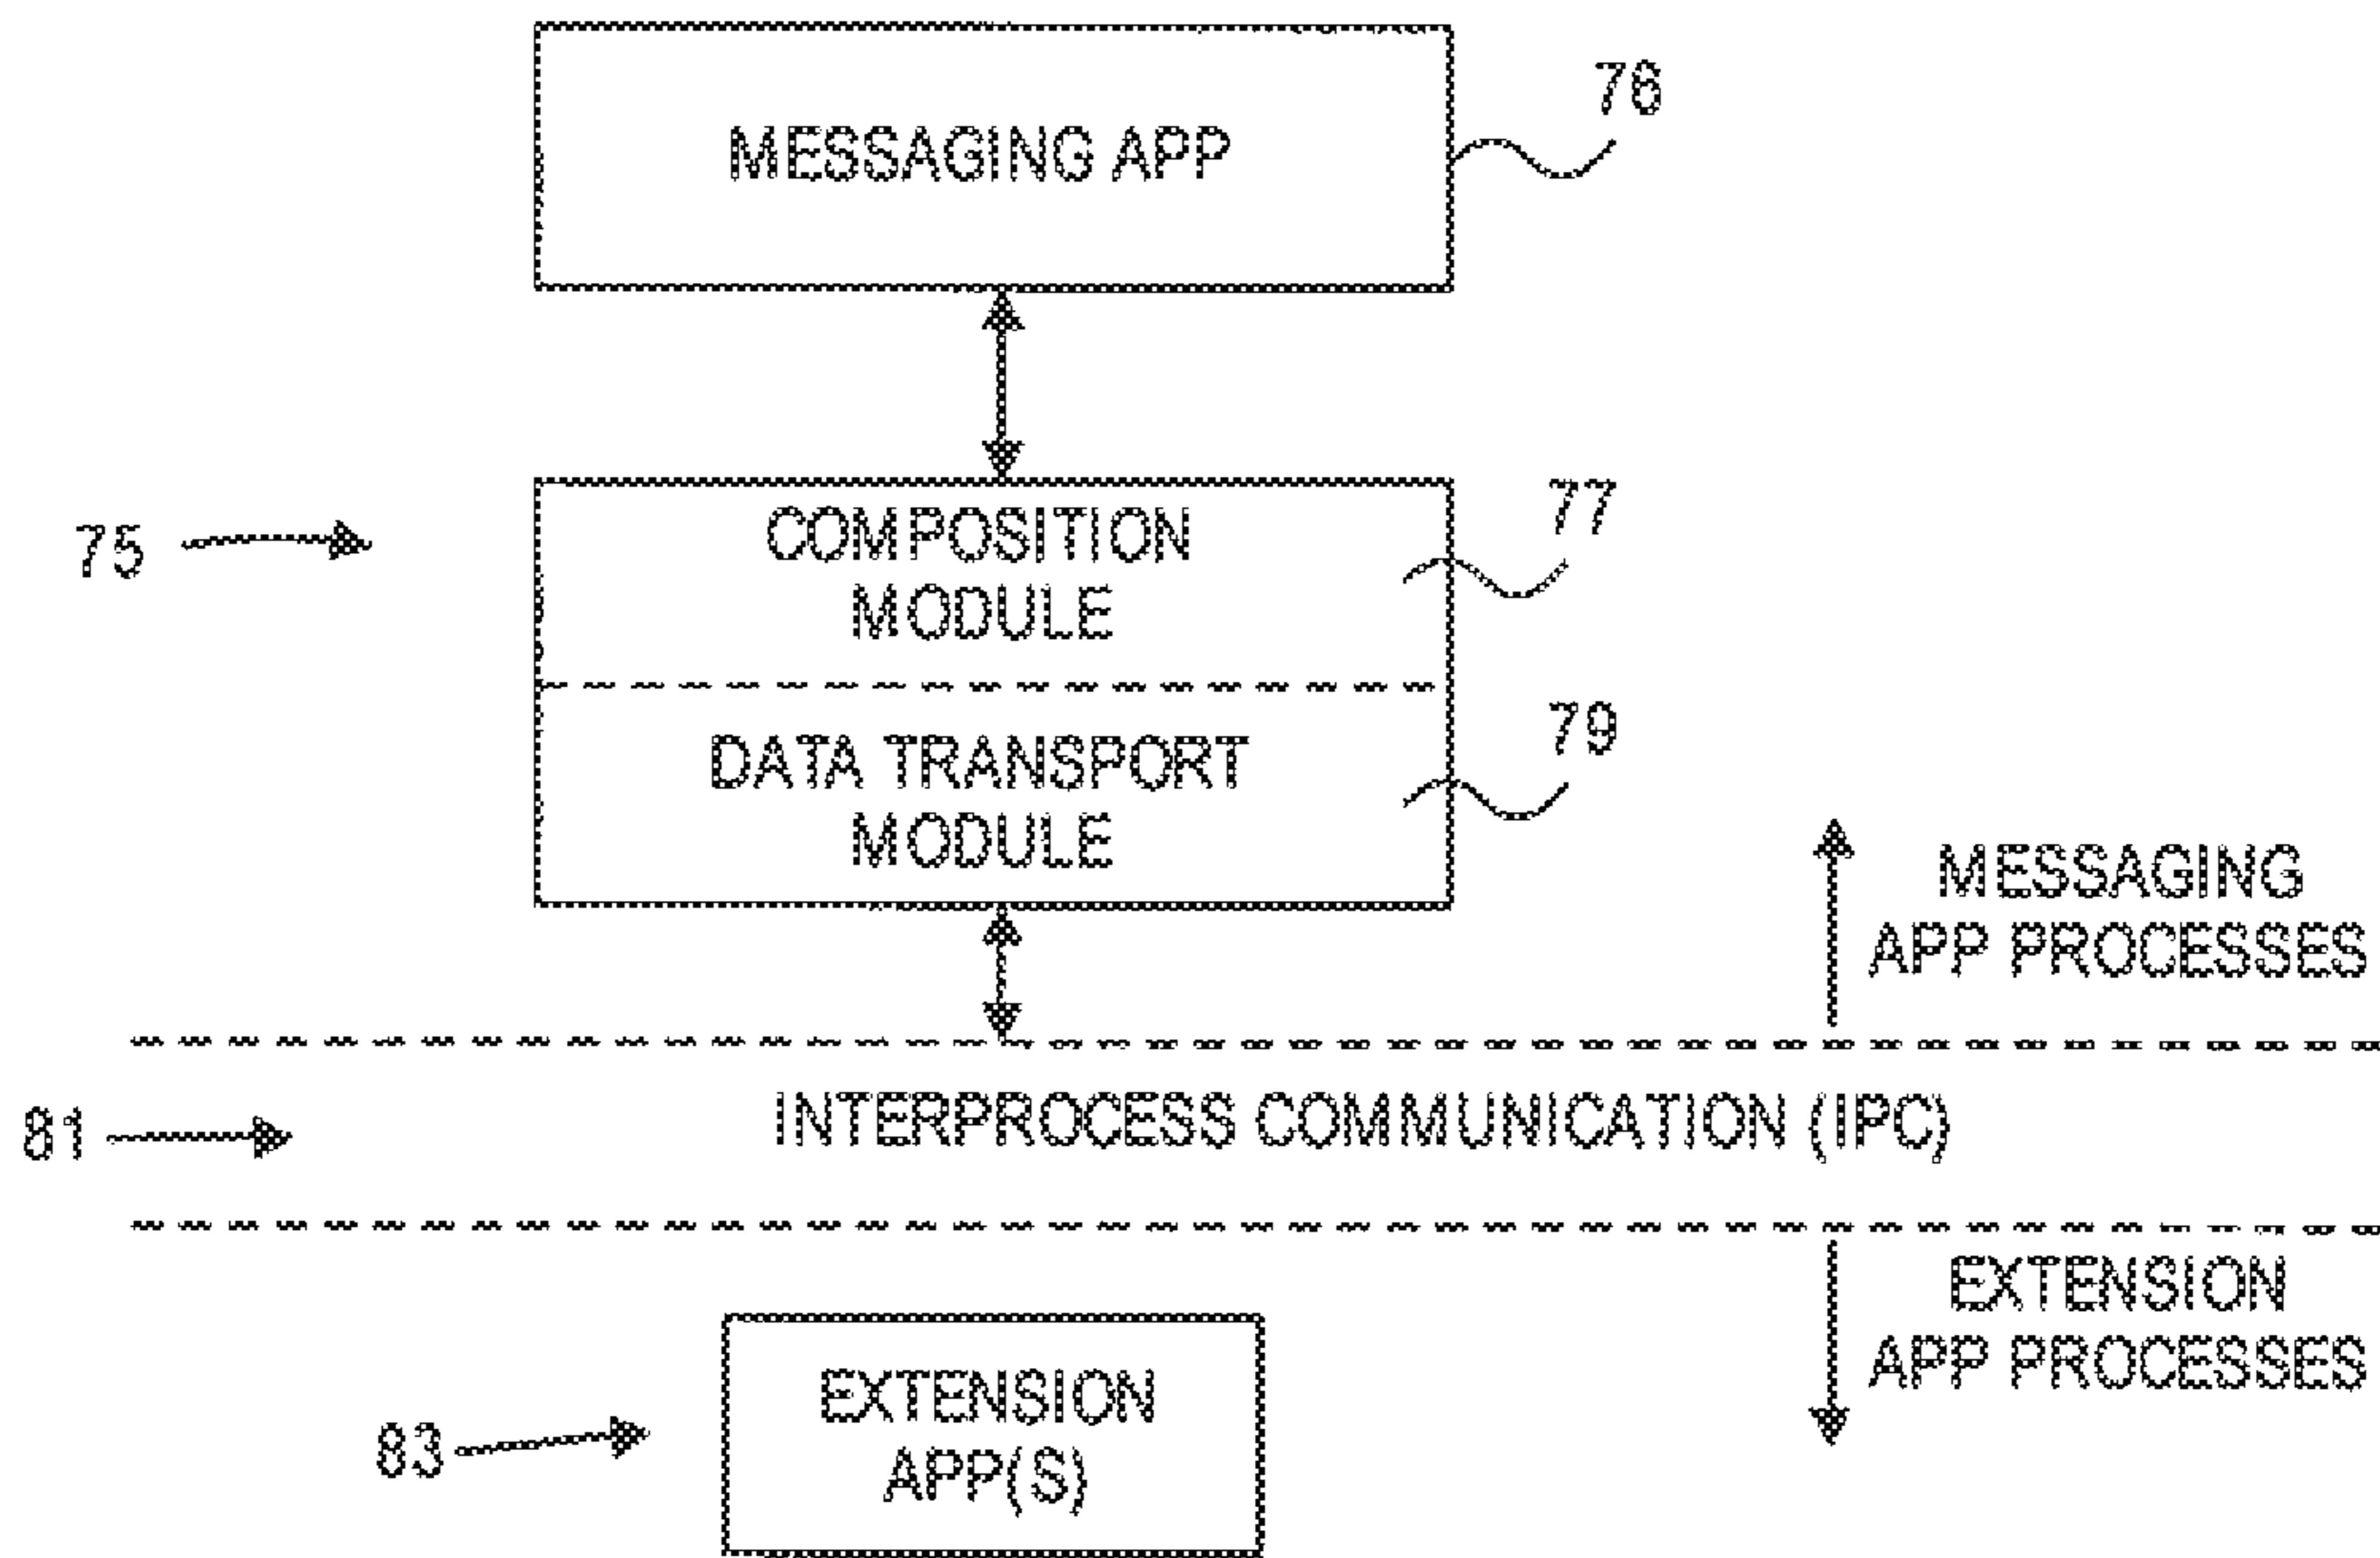 MESSAGING APP
76
75
COMPOSITION
MODULE
77
DATA TRANSPORT
MODULE
79
MESSAGING
APP PROCESSES
81
INTERPROCESS COMMUNICATION (IPC)
EXTENSION
APP PROCESSES
83
EXTENSION
APP(S)